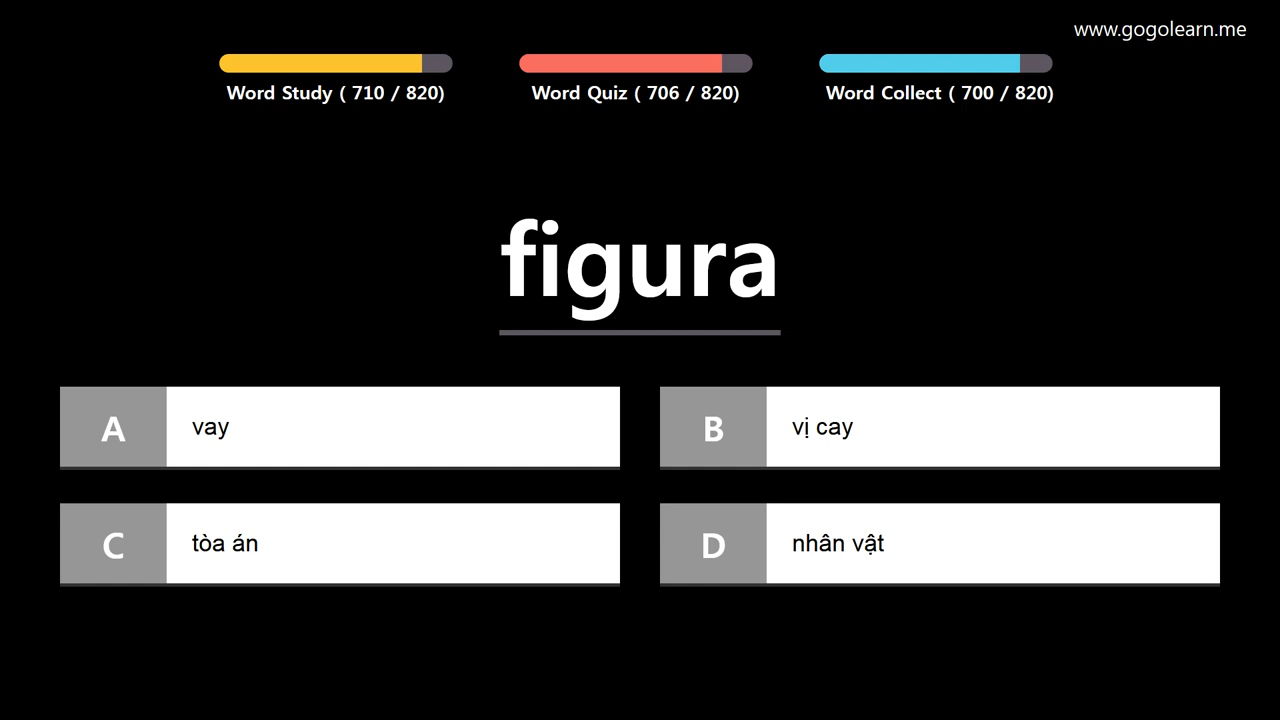 www.gogolearn.me
Word Study ( 710 / 820)
Word Quiz ( 706 / 820)
Word Collect ( 700 / 820)
figura
A vay
B vị cay
C tòa án
D nhân vật